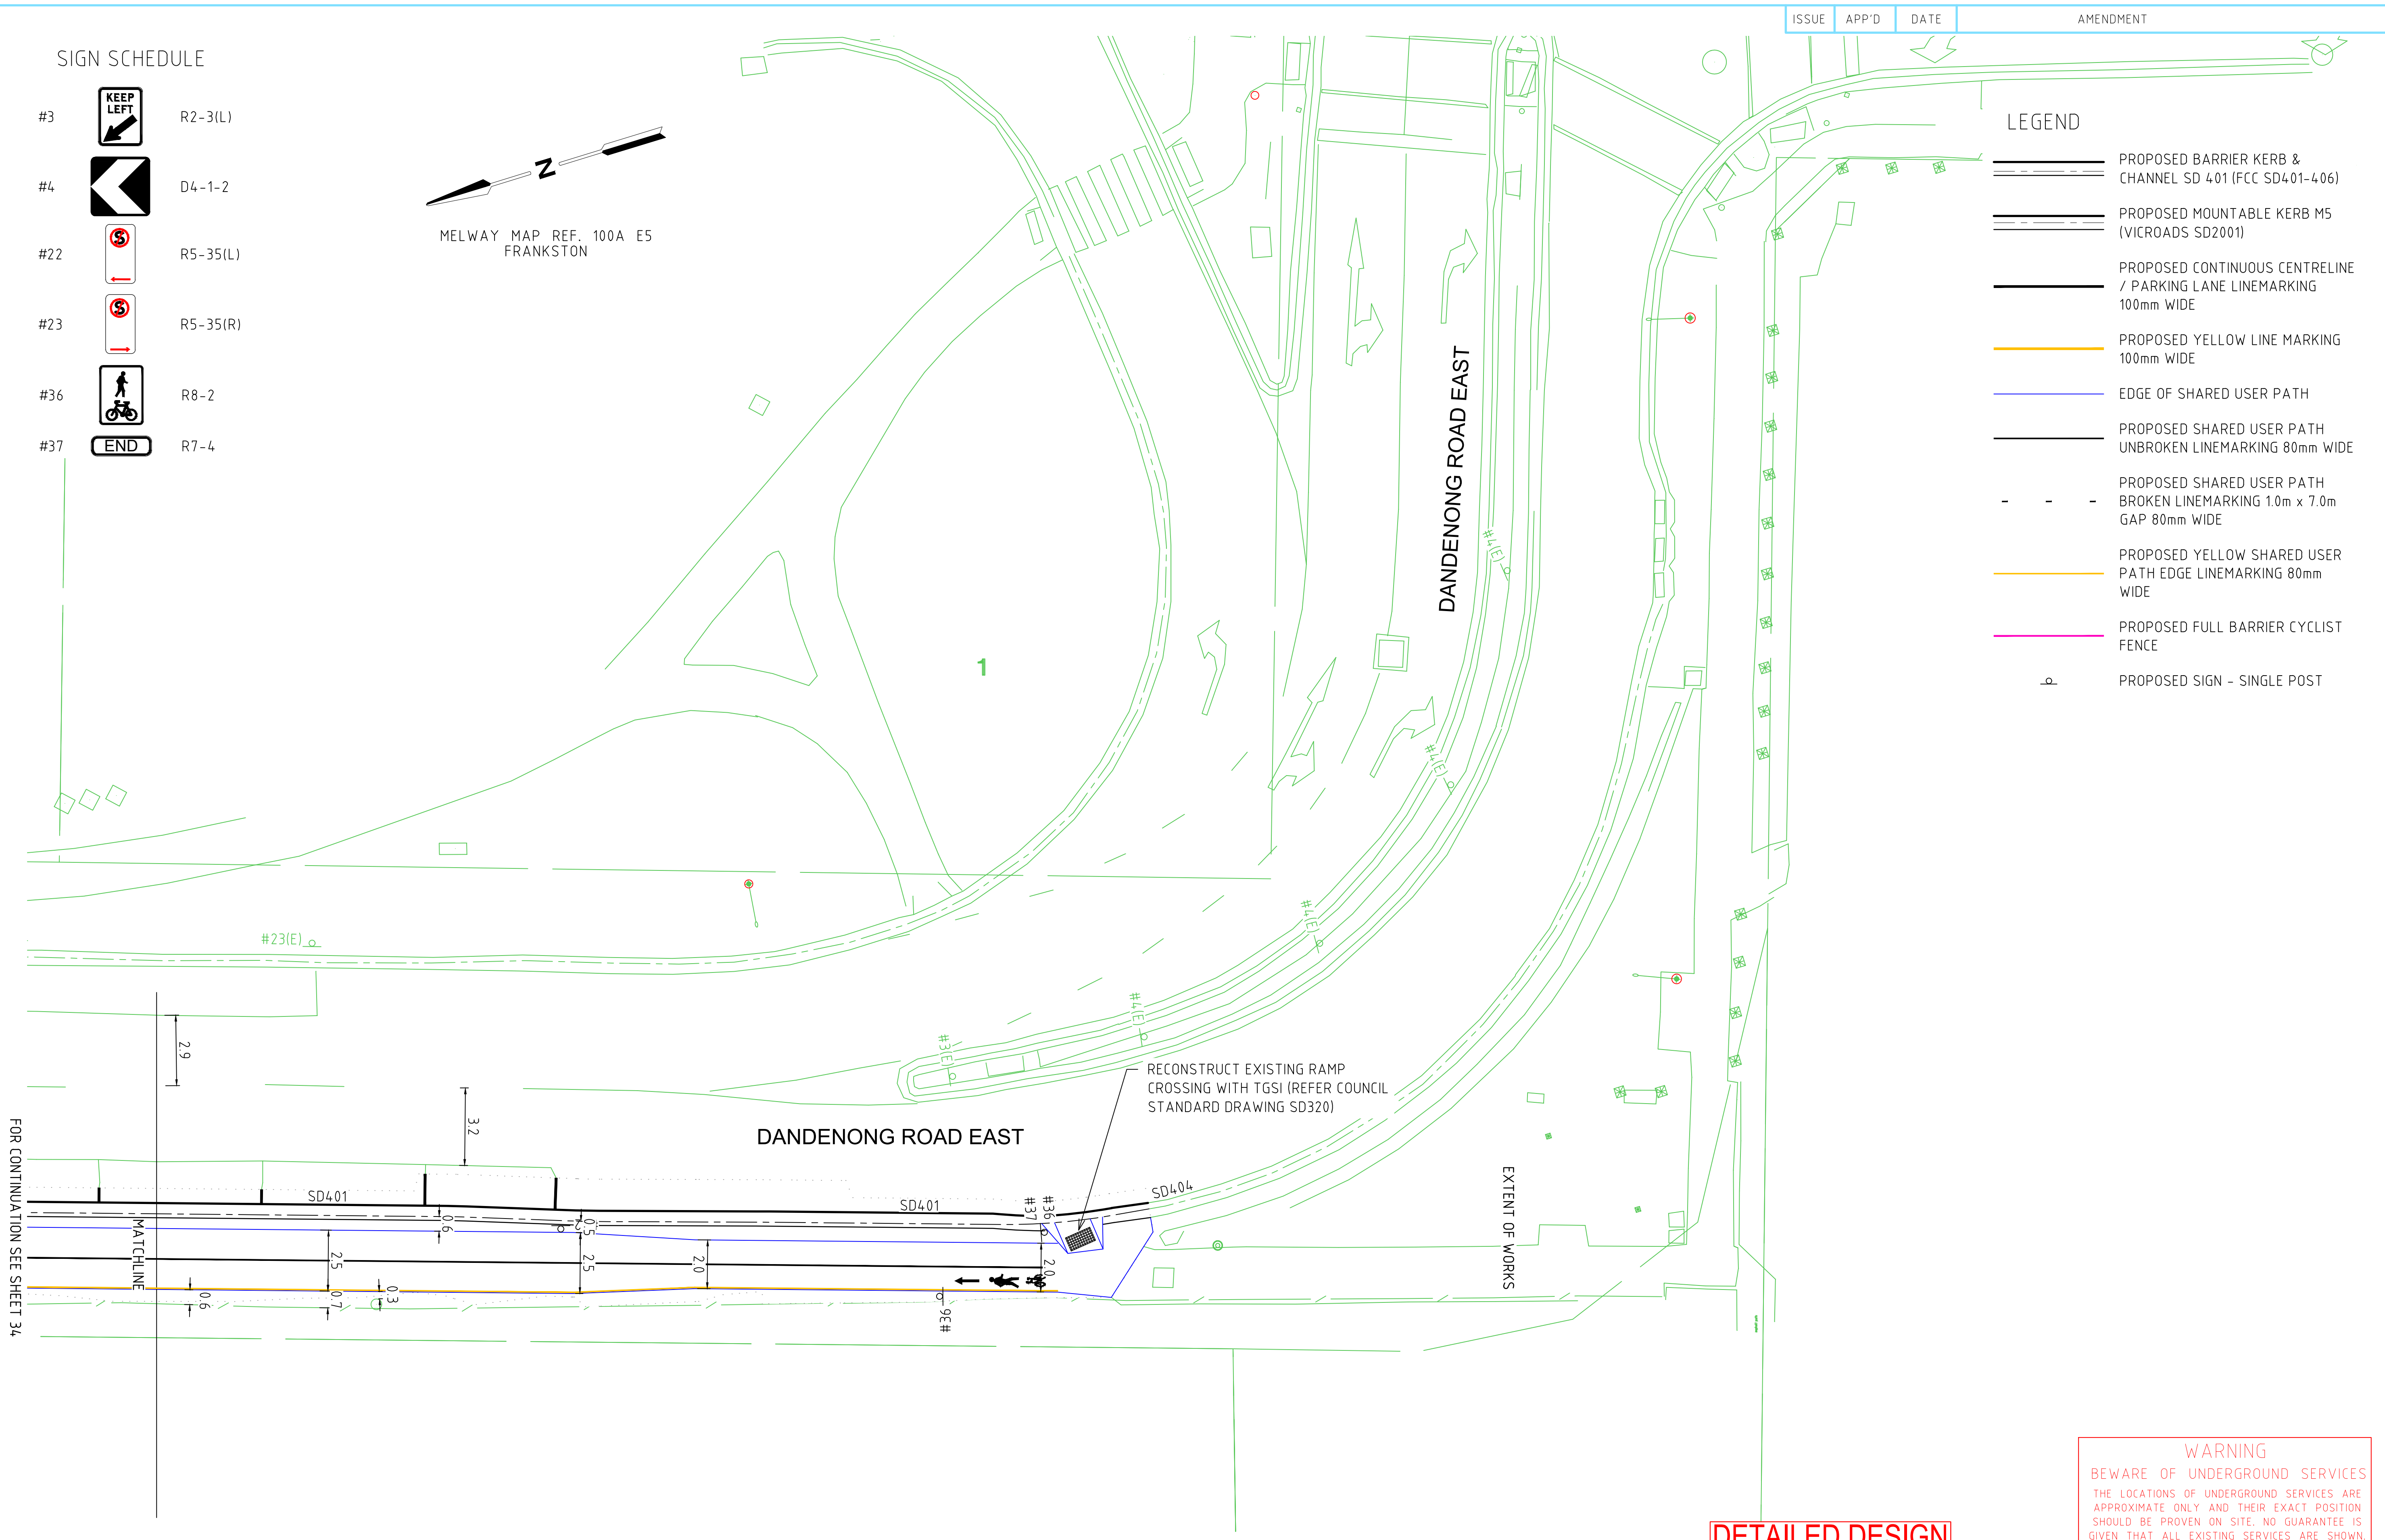 ISSUE APP'D DATE AMENDMENT
SIGN SCHEDULE
#3 KEEP LEFT R2-3(L)
#4 D4-1-2
#22 S R5-35(L)
#23 S R5-35(R)
#36 R8-2
#37 END R7-4
N
MELWAY MAP REF. 100A E5
FRANKSTON
LEGEND
PROPOSED BARRIER KERB &
CHANNEL SD 401 (FCC SD401-406)
PROPOSED MOUNTABLE KERB M5
(VICROADS SD2001)
PROPOSED CONTINUOUS CENTRELINE
/ PARKING LANE LINEMARKING
100mm WIDE
PROPOSED YELLOW LINE MARKING
100mm WIDE
EDGE OF SHARED USER PATH
PROPOSED SHARED USER PATH
UNBROKEN LINEMARKING 80mm WIDE
PROPOSED SHARED USER PATH
BROKEN LINEMARKING 1.0m x 7.0m
GAP 80mm WIDE
PROPOSED YELLOW SHARED USER
PATH EDGE LINEMARKING 80mm
WIDE
PROPOSED FULL BARRIER CYCLIST
FENCE
PROPOSED SIGN - SINGLE POST
DANDENONG ROAD EAST
1
#4(E)
#4(E)
#4(E)
#4(E)
#3(E)
#23(E)
2.9
3.2
RECONSTRUCT EXISTING RAMP
CROSSING WITH TGSI (REFER COUNCIL
STANDARD DRAWING SD320)
DANDENONG ROAD EAST
FOR CONTINUATION SEE SHEET 34
MATCHLINE
SD401
SD401
SD404
#37
#36
0.6
0.5
2.5
2.5
2.0
2.0
0.6
0.7
0.3
#36
EXTENT OF WORKS
WARNING
BEWARE OF UNDERGROUND SERVICES
THE LOCATIONS OF UNDERGROUND SERVICES ARE
APPROXIMATE ONLY AND THEIR EXACT POSITION
SHOULD BE PROVEN ON SITE. NO GUARANTEE IS
GIVEN THAT ALL EXISTING SERVICES ARE SHOWN.
DETAILED DESIGN